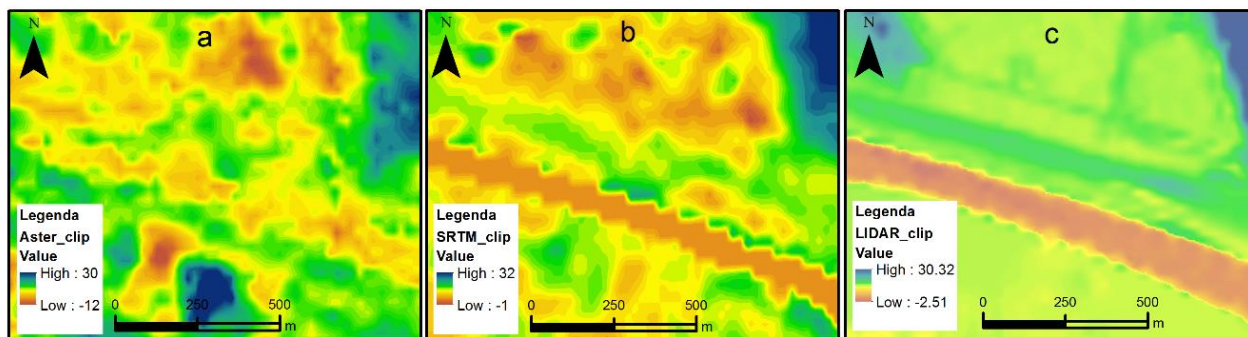 N
a
Legenda
Aster_clip
Value
High : 30
Low : -12
0 250 500
m
N
b
Legenda
SRTM_clip
Value
High : 32
Low : -1
0 250 500
m
N
c
Legenda
LIDAR_clip
Value
High : 30.32
Low : -2.51
0 250 500
m